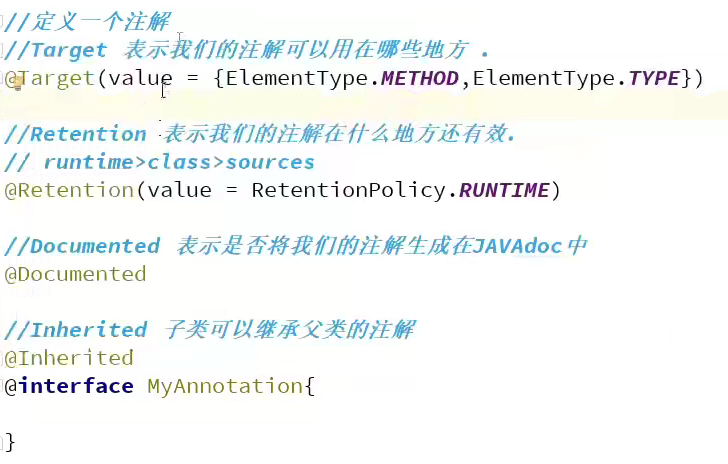 //定义一个注解
//Target 表示我们的注解可以用在哪些地方 .
@Target(value = {ElementType.METHOD,ElementType.TYPE})
//Retention 表示我们的注解在什么地方还有效.
// runtime>class>sources
@Retention(value = RetentionPolicy.RUNTIME)
//Documented 表示是否将我们的注解生成在JAVAdoc中
@Documented
//Inherited 子类可以继承父类的注解
@Inherited
@interface MyAnnotation{
}